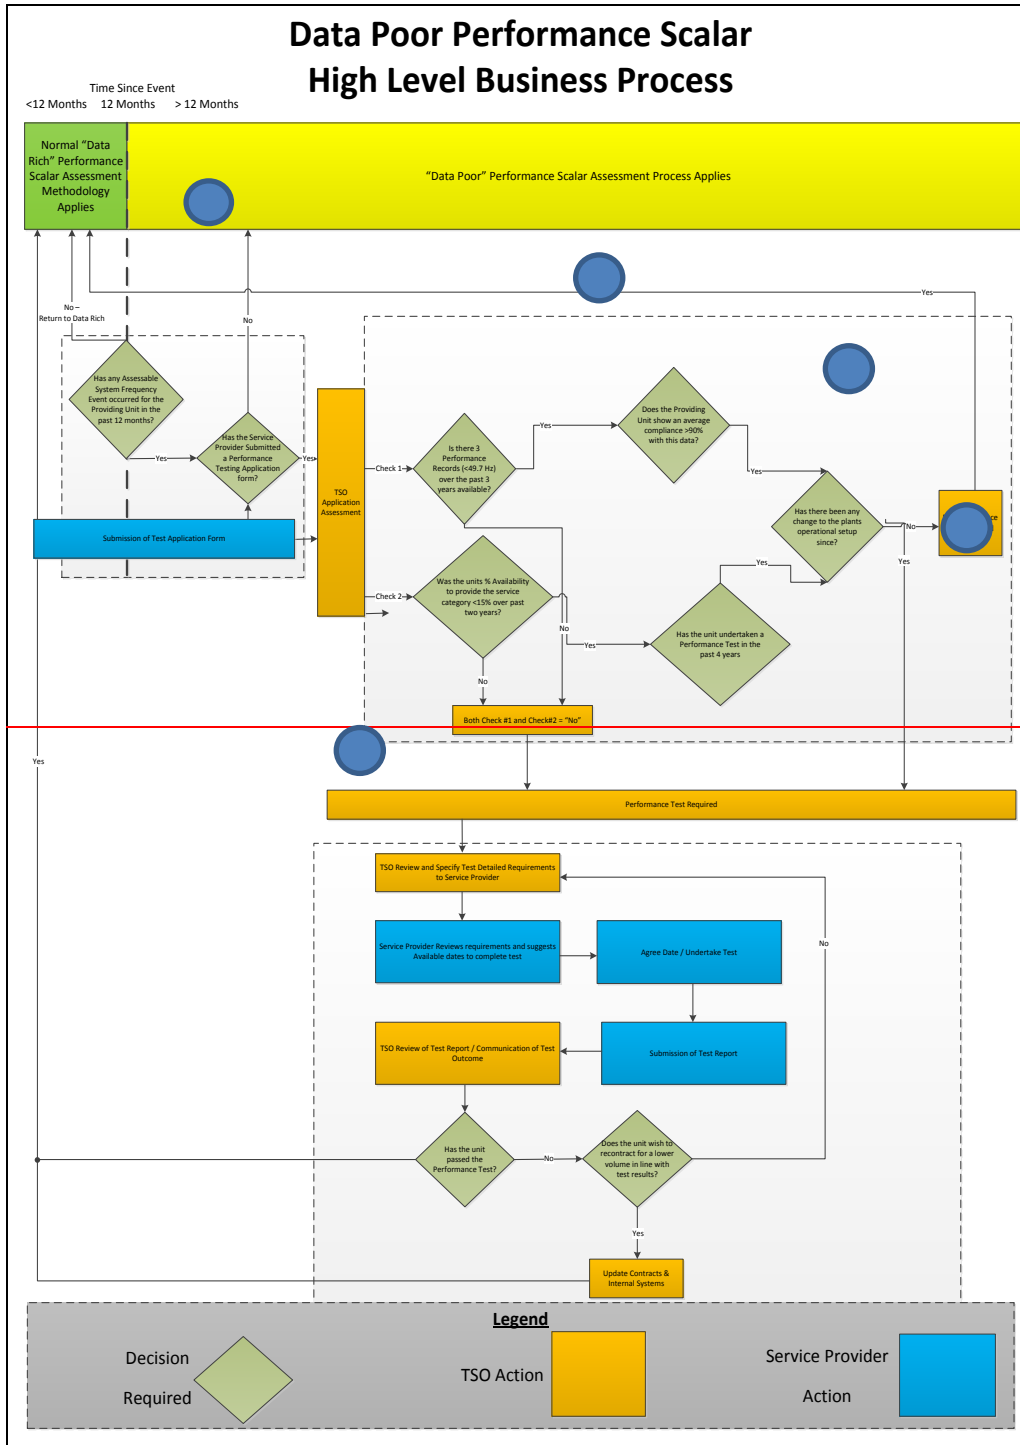 Data Poor Performance Scalar
High Level Business Process
Time Since Event
<12 Months 12 Months > 12 Months
Normal “Data
Rich” Performance
Scalar Assessment
Methodology
Applies
“Data Poor” Performance Scalar Assessment Process Applies
No –
Return to Data Rich
No
Yes
Has any Assessable
System Frequency
Event occurred for the
Providing Unit in the
past 12 months?
Yes
Has the Service
Provider Submitted
a Performance
Testing Application
form?
Yes
Submission of Test Application Form
TSO
Application
Assessment
Check 1
Is there 3
Performance
Records (<49.7 Hz)
over the past 3
years available?
Yes
Does the Providing
Unit show an average
compliance >90%
with this data?
Yes
Has there been any
change to the plants
operational setup
since?
No
Yes
Check 2
Was the units % Availability
to provide the service
category <15% over past
two years?
No
Yes
Has the unit undertaken a
Performance Test in the
past 4 years
Yes
No
Both Check #1 and Check#2 = “No”
Yes
Performance Test Required
TSO Review and Specify Test Detailed Requirements
to Service Provider
Service Provider Reviews requirements and suggests
Available dates to complete test
Agree Date / Undertake Test
No
TSO Review of Test Report / Communication of Test
Outcome
Submission of Test Report
Has the unit
passed the
Performance Test?
No
Does the unit wish to
recontract for a lower
volume in line with
test results?
Yes
Update Contracts &
Internal Systems
Legend
Decision
Required
TSO Action
Service Provider
Action